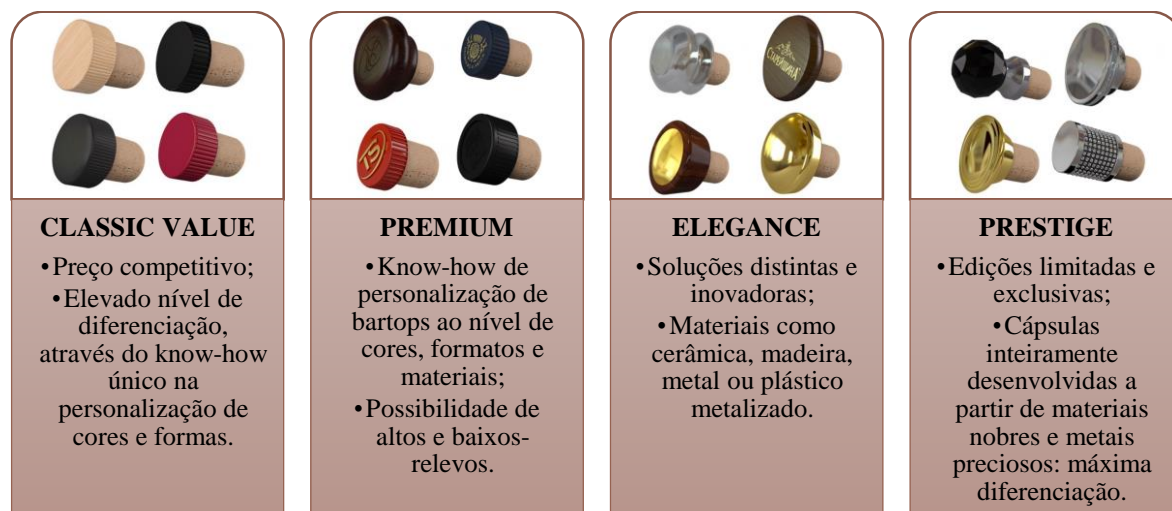 TS
CLASSIC VALUE
•Preço competitivo;
•Elevado nível de
diferenciação,
através do know-how
único na
personalização de
cores e formas.
PREMIUM
•Know-how de
personalização de
bartops ao nível de
cores, formatos e
materiais;
•Possibilidade de
altos e baixos-
relevos.
ELEGANCE
•Soluções distintas e
inovadoras;
•Materiais como
cerâmica, madeira,
metal ou plástico
metalizado.
PRESTIGE
•Edições limitadas e
exclusivas;
•Cápsulas
inteiramente
desenvolvidas a
partir de materiais
nobres e metais
preciosos: máxima
diferenciação.